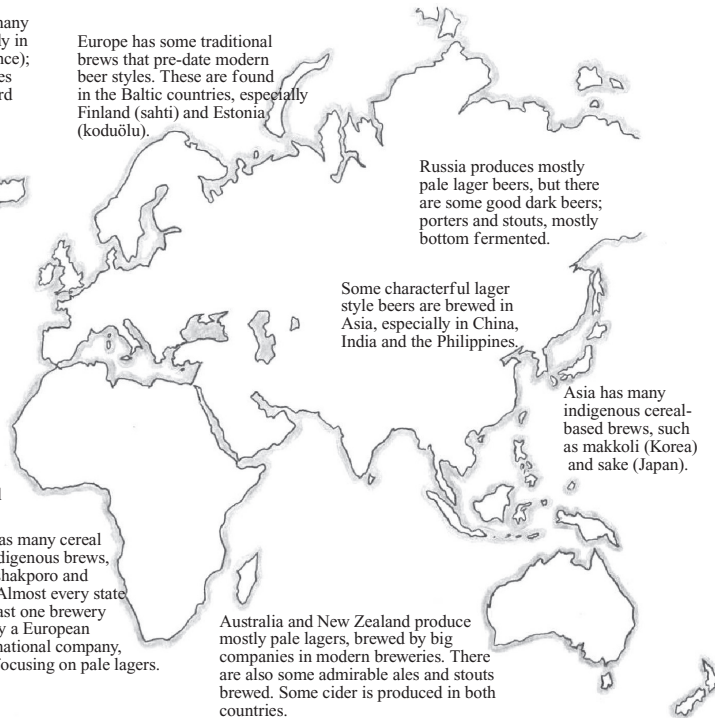 many
ly in
nce);
es
rd
Europe has some traditional
brews that pre-date modern
beer styles. These are found
in the Baltic countries, especially
Finland (sahti) and Estonia
(koduölu).
Russia produces mostly
pale lager beers, but there
are some good dark beers;
porters and stouts, mostly
bottom fermented.
Some characterful lager
style beers are brewed in
Asia, especially in China,
India and the Philippines.
Asia has many
indigenous cereal-
based brews, such
as makkoli (Korea)
and sake (Japan).
as many cereal
digenous brews,
shakporo and
Almost every state
ast one brewery
y a European
national company,
focusing on pale lagers.
Australia and New Zealand produce
mostly pale lagers, brewed by big
companies in modern breweries. There
are also some admirable ales and stouts
brewed. Some cider is produced in both
countries.